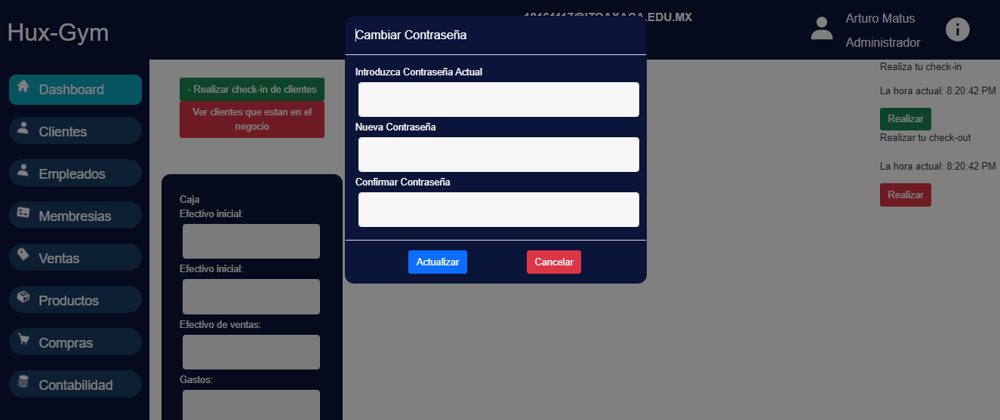 Hux-Gym
.EDU.MX
Arturo Matus
Administrador
Cambiar Contraseña
Introduzca Contraseña Actual
Nueva Contraseña
Confirmar Contraseña
Actualizar
Cancelar
Dashboard
Clientes
Empleados
Membresias
Ventas
Productos
Compras
Contabilidad
- Realizar check-in de clientes
Ver clientes que estan en el
negocio
Caja
Efectivo inicial:
Efectivo inicial:
Efectivo de ventas:
Gastos:
Realiza tu check-in
La hora actual: 8:20:42 PM
Realizar
Realizar tu check-out
La hora actual: 8:20:42 PM
Realizar